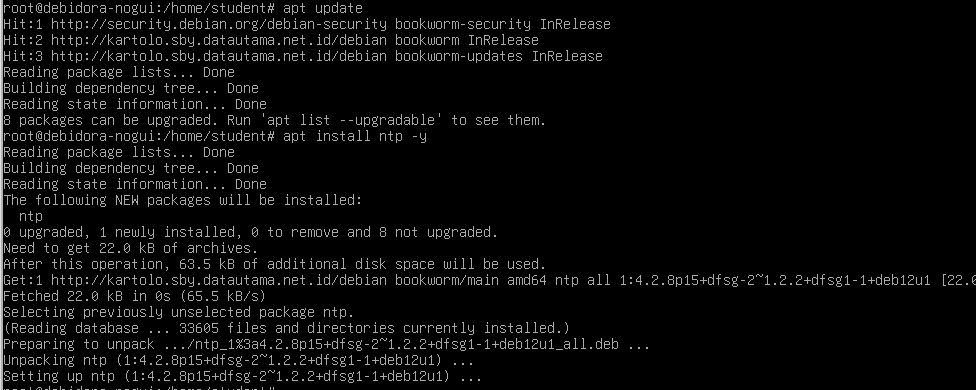 root@debidora-nogui:/home/student# apt update
Hit:1 http://security.debian.org/debian-security bookworm-security InRelease
Hit:2 http://kartolo.sby.datautama.net.id/debian bookworm InRelease
Hit:3 http://kartolo.sby.datautama.net.id/debian bookworm-updates InRelease
Reading package lists... Done
Building dependency tree... Done
Reading state information... Done
8 packages can be upgraded. Run 'apt list --upgradable' to see them.
root@debidora-nogui:/home/student# apt install ntp -y
Reading package lists... Done
Building dependency tree... Done
Reading state information... Done
The following NEW packages will be installed:
  ntp
0 upgraded, 1 newly installed, 0 to remove and 8 not upgraded.
Need to get 22.0 kB of archives.
After this operation, 63.5 kB of additional disk space will be used.
Get:1 http://kartolo.sby.datautama.net.id/debian bookworm/main amd64 ntp all 1:4.2.8p15+dfsg-2~1.2.2+dfsg1-1+deb12u1 [22.0
Fetched 22.0 kB in 0s (65.5 kB/s)
Selecting previously unselected package ntp.
(Reading database ... 33605 files and directories currently installed.)
Preparing to unpack .../ntp_1%3a4.2.8p15+dfsg-2~1.2.2+dfsg1-1+deb12u1_all.deb ...
Unpacking ntp (1:4.2.8p15+dfsg-2~1.2.2+dfsg1-1+deb12u1) ...
Setting up ntp (1:4.2.8p15+dfsg-2~1.2.2+dfsg1-1+deb12u1) ...